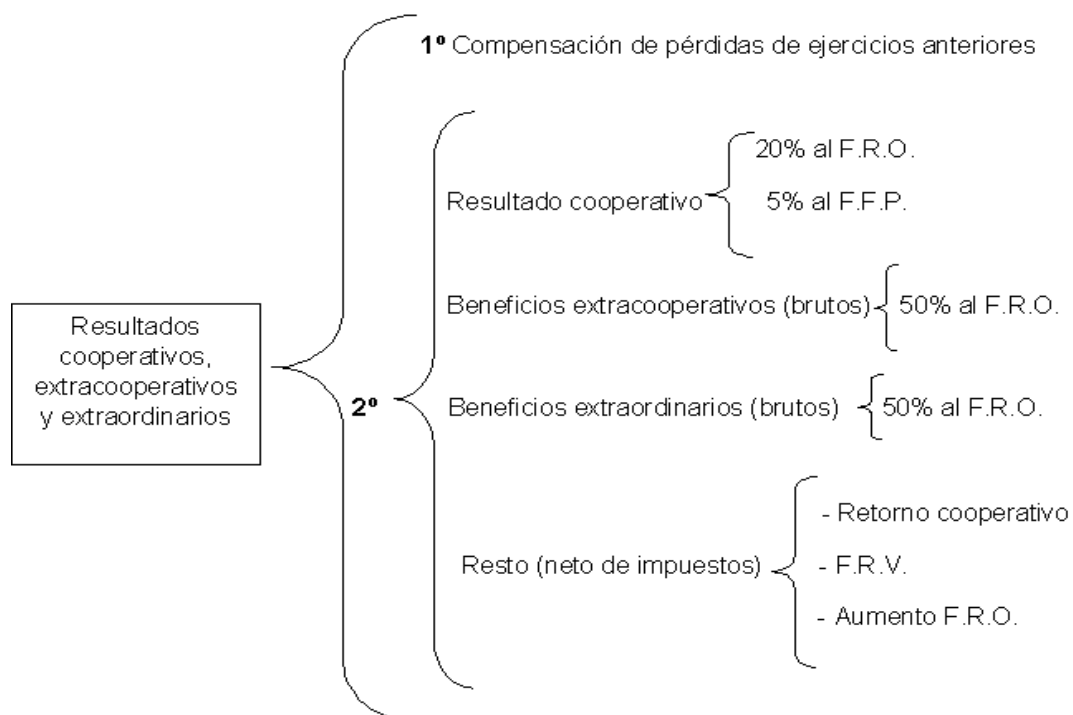 Resultados
cooperativos,
extracooperativos
y extraordinarios
1º Compensación de pérdidas de ejercicios anteriores
2º
Resultado cooperativo
20% al F.R.O.
5% al F.F.P.
Beneficios extracooperativos (brutos)
50% al F.R.O.
Beneficios extraordinarios (brutos)
50% al F.R.O.
Resto (neto de impuestos)
- Retorno cooperativo
- F.R.V.
- Aumento F.R.O.